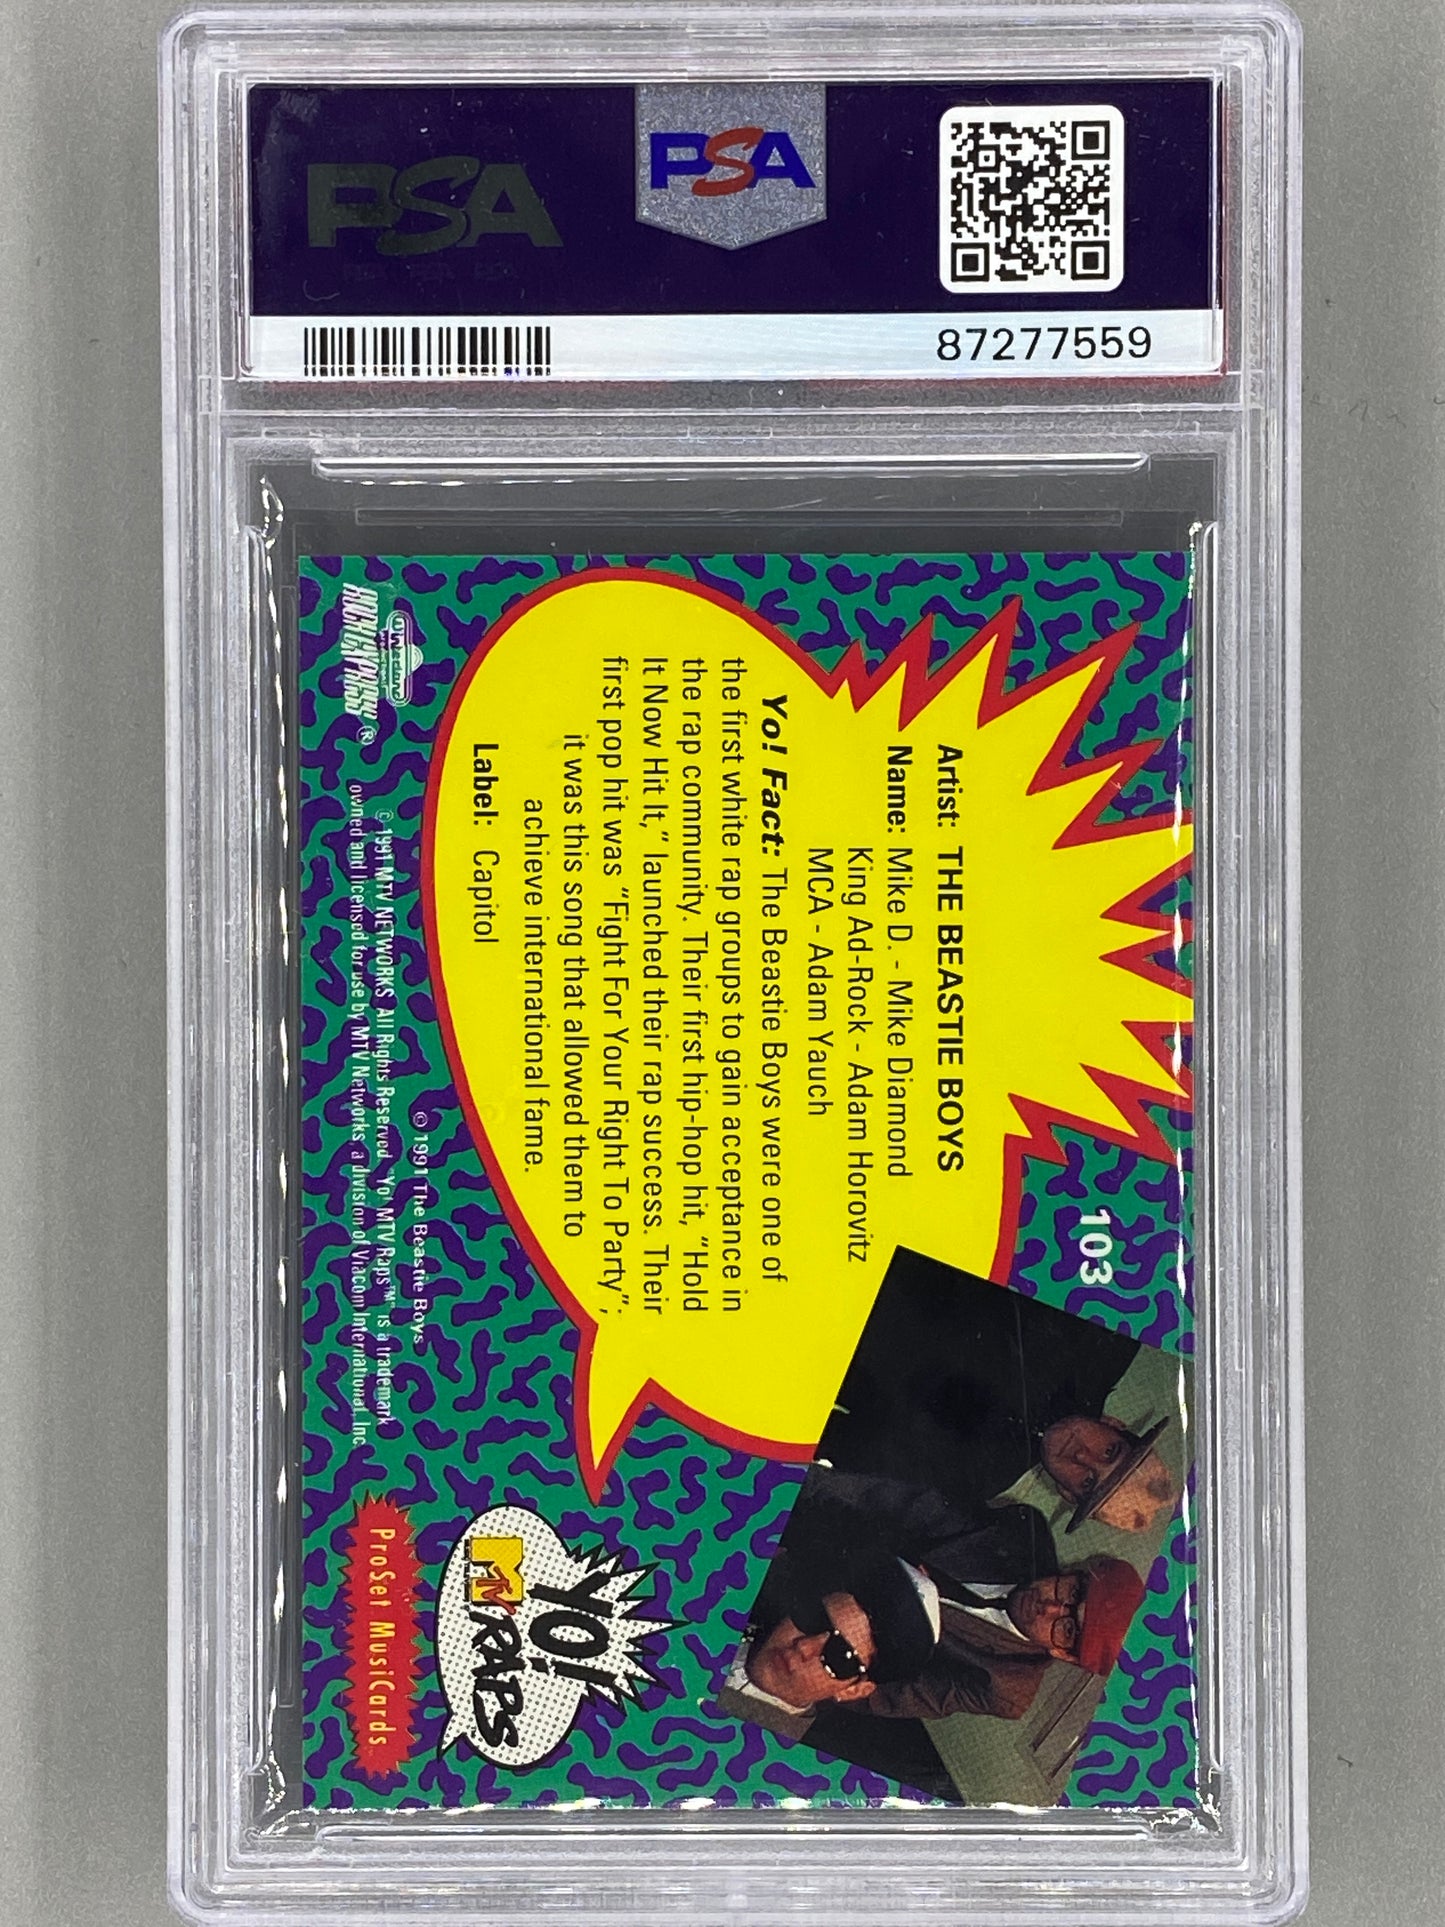 PSA
PSA
87277559
103
Artist: THE BEASTIE BOYS
Name: Mike D. - Mike Diamond
King Ad-Rock - Adam Horovitz
MCA - Adam Yauch
Yo! Fact: The Beastie Boys were one of
the first white rap groups to gain acceptance in
the rap community. Their first hip-hop hit, "Hold
It Now Hit It," launched their rap success. Their
first pop hit was "Fight For Your Right To Party";
it was this song that allowed them to
achieve international fame.
Label: Capitol
YO!
MTV RAPS
© 1991 The Beastie Boys
© 1991 MTV NETWORKS. All Rights Reserved. "Yo! MTV Raps™" is a trademark
owned and licensed for use by MTV Networks, a division of Viacom International, Inc.
ROCKEXPRESS®
ProSet MusiCards